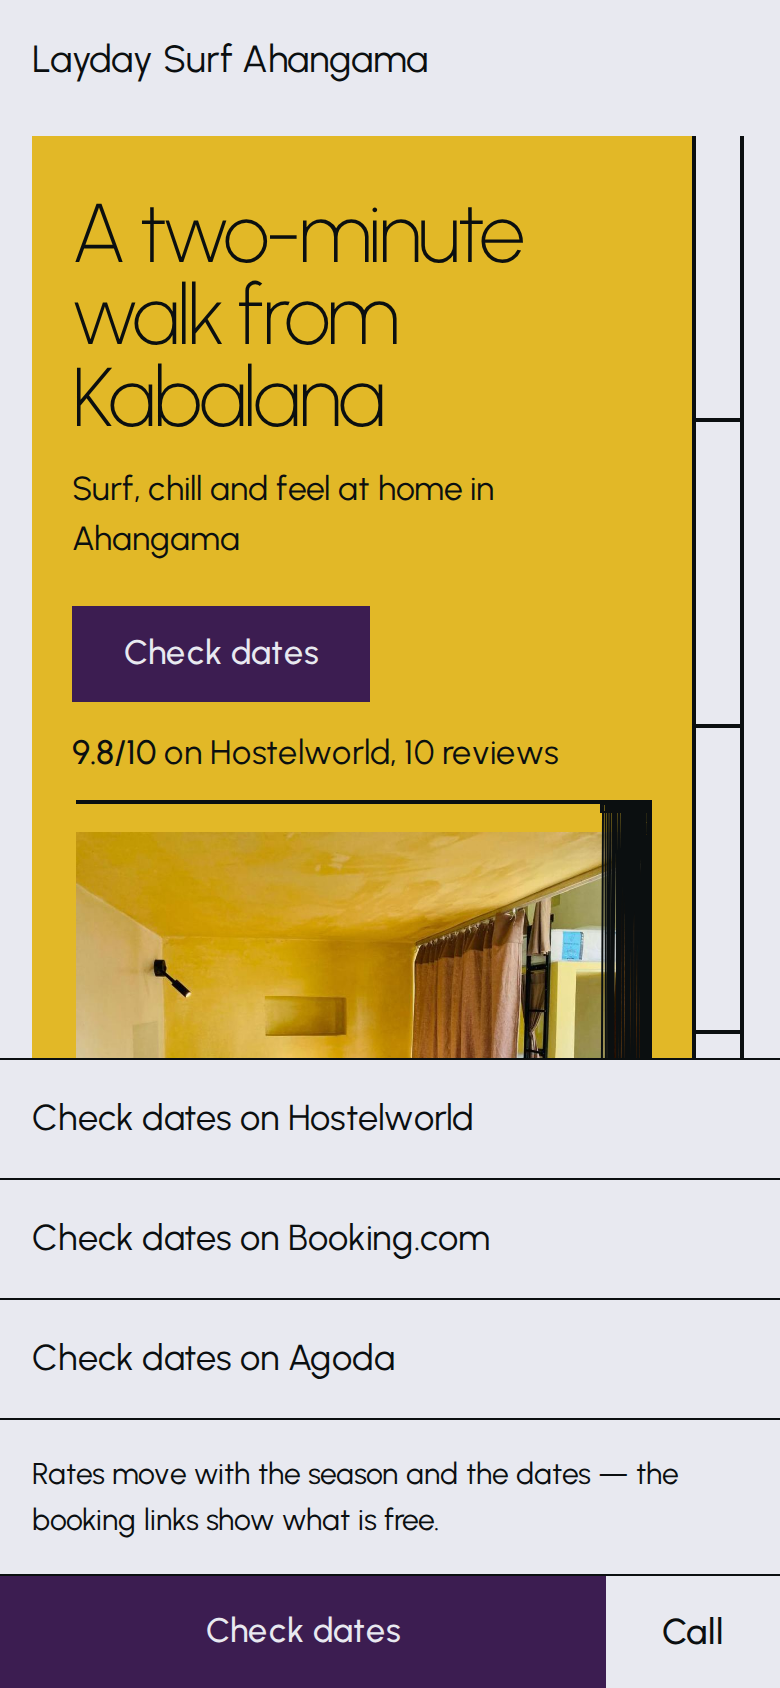 Layday Surf Ahangama
A two-minute
walk from
Kabalana
Surf, chill and feel at home in
Ahangama
Check dates
9.8/10 on Hostelworld, 10 reviews
Check dates on Hostelworld
Check dates on Booking.com
Check dates on Agoda
Rates move with the season and the dates — the
booking links show what is free.
Check dates
Call